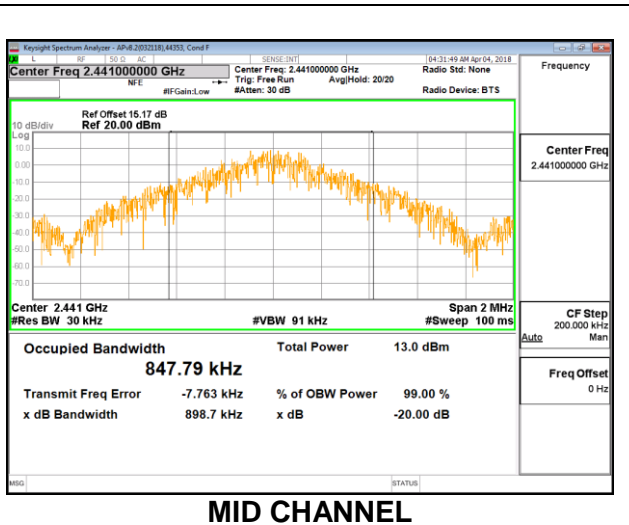 Keysight Spectrum Analyzer - APv8.2(032118),44353, Cond F
L RF 50 Ω AC SENSE:INT 04:31:49 AM Apr 04, 2018
Center Freq 2.441000000 GHz Center Freq: 2.441000000 GHz Radio Std: None
NFE Trig: Free Run Avg|Hold: 20/20
#IFGain:Low #Atten: 30 dB Radio Device: BTS
Frequency
Ref Offset 15.17 dB
10 dB/div Ref 20.00 dBm
Log
10.0
0.00
-10.0
-20.0
-30.0
-40.0
-50.0
-60.0
-70.0
Center 2.441 GHz Span 2 MHz
#Res BW 30 kHz #VBW 91 kHz #Sweep 100 ms
Occupied Bandwidth Total Power 13.0 dBm
847.79 kHz
Transmit Freq Error -7.763 kHz % of OBW Power 99.00 %
x dB Bandwidth 898.7 kHz x dB -20.00 dB
Center Freq
2.441000000 GHz
CF Step
200.000 kHz
Auto Man
Freq Offset
0 Hz
MSG STATUS
MID CHANNEL